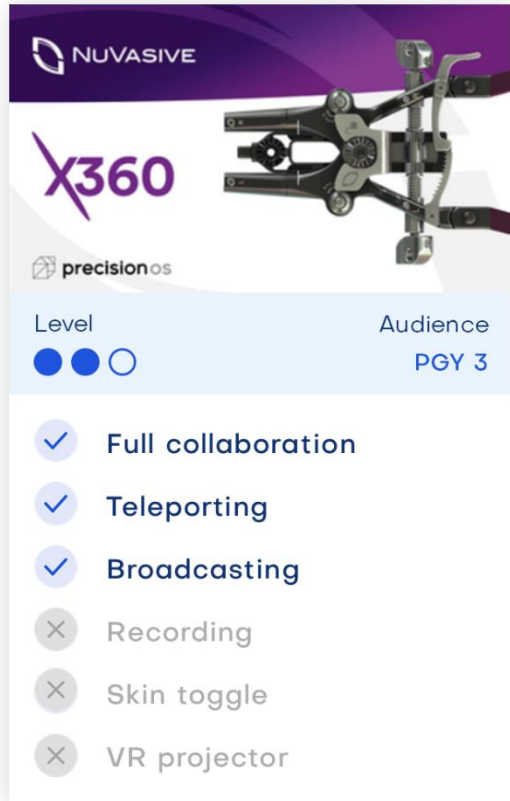 NUVASIVE
X360
precisionos
Level
Audience
PGY 3
Full collaboration
Teleporting
Broadcasting
Recording
Skin toggle
VR projector